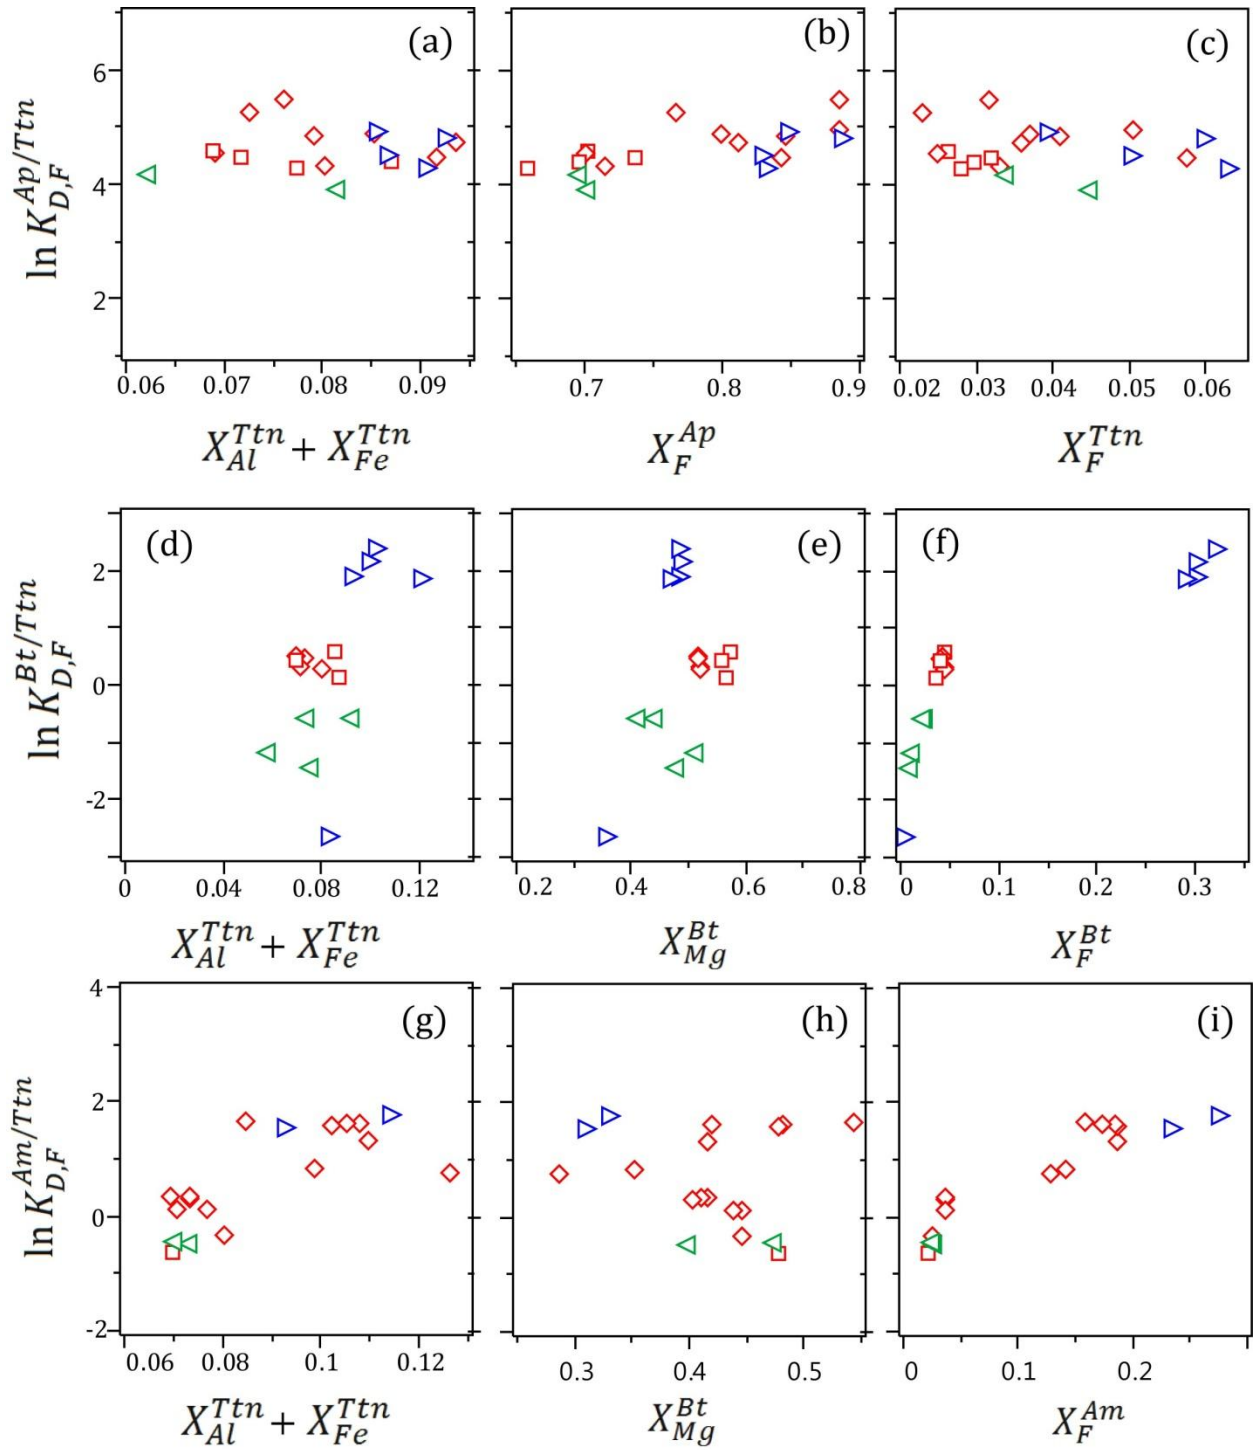 (a) (b) (c)
6
4
2
ln K_{D,F}^{Ap/Ttn}
0.06 0.07 0.08 0.09 0.7 0.8 0.9 0.02 0.03 0.04 0.05 0.06
X_{Al}^{Ttn} + X_{Fe}^{Ttn} X_{F}^{Ap} X_{F}^{Ttn}
(d) (e) (f)
2
0
-2
ln K_{D,F}^{Bt/Ttn}
0 0.04 0.08 0.12 0.2 0.4 0.6 0.8 0 0.1 0.2 0.3
X_{Al}^{Ttn} + X_{Fe}^{Ttn} X_{Mg}^{Bt} X_{F}^{Bt}
(g) (h) (i)
4
2
0
-2
ln K_{D,F}^{Am/Ttn}
0.06 0.08 0.1 0.12 0.3 0.4 0.5 0 0.1 0.2
X_{Al}^{Ttn} + X_{Fe}^{Ttn} X_{Mg}^{Bt} X_{F}^{Am}